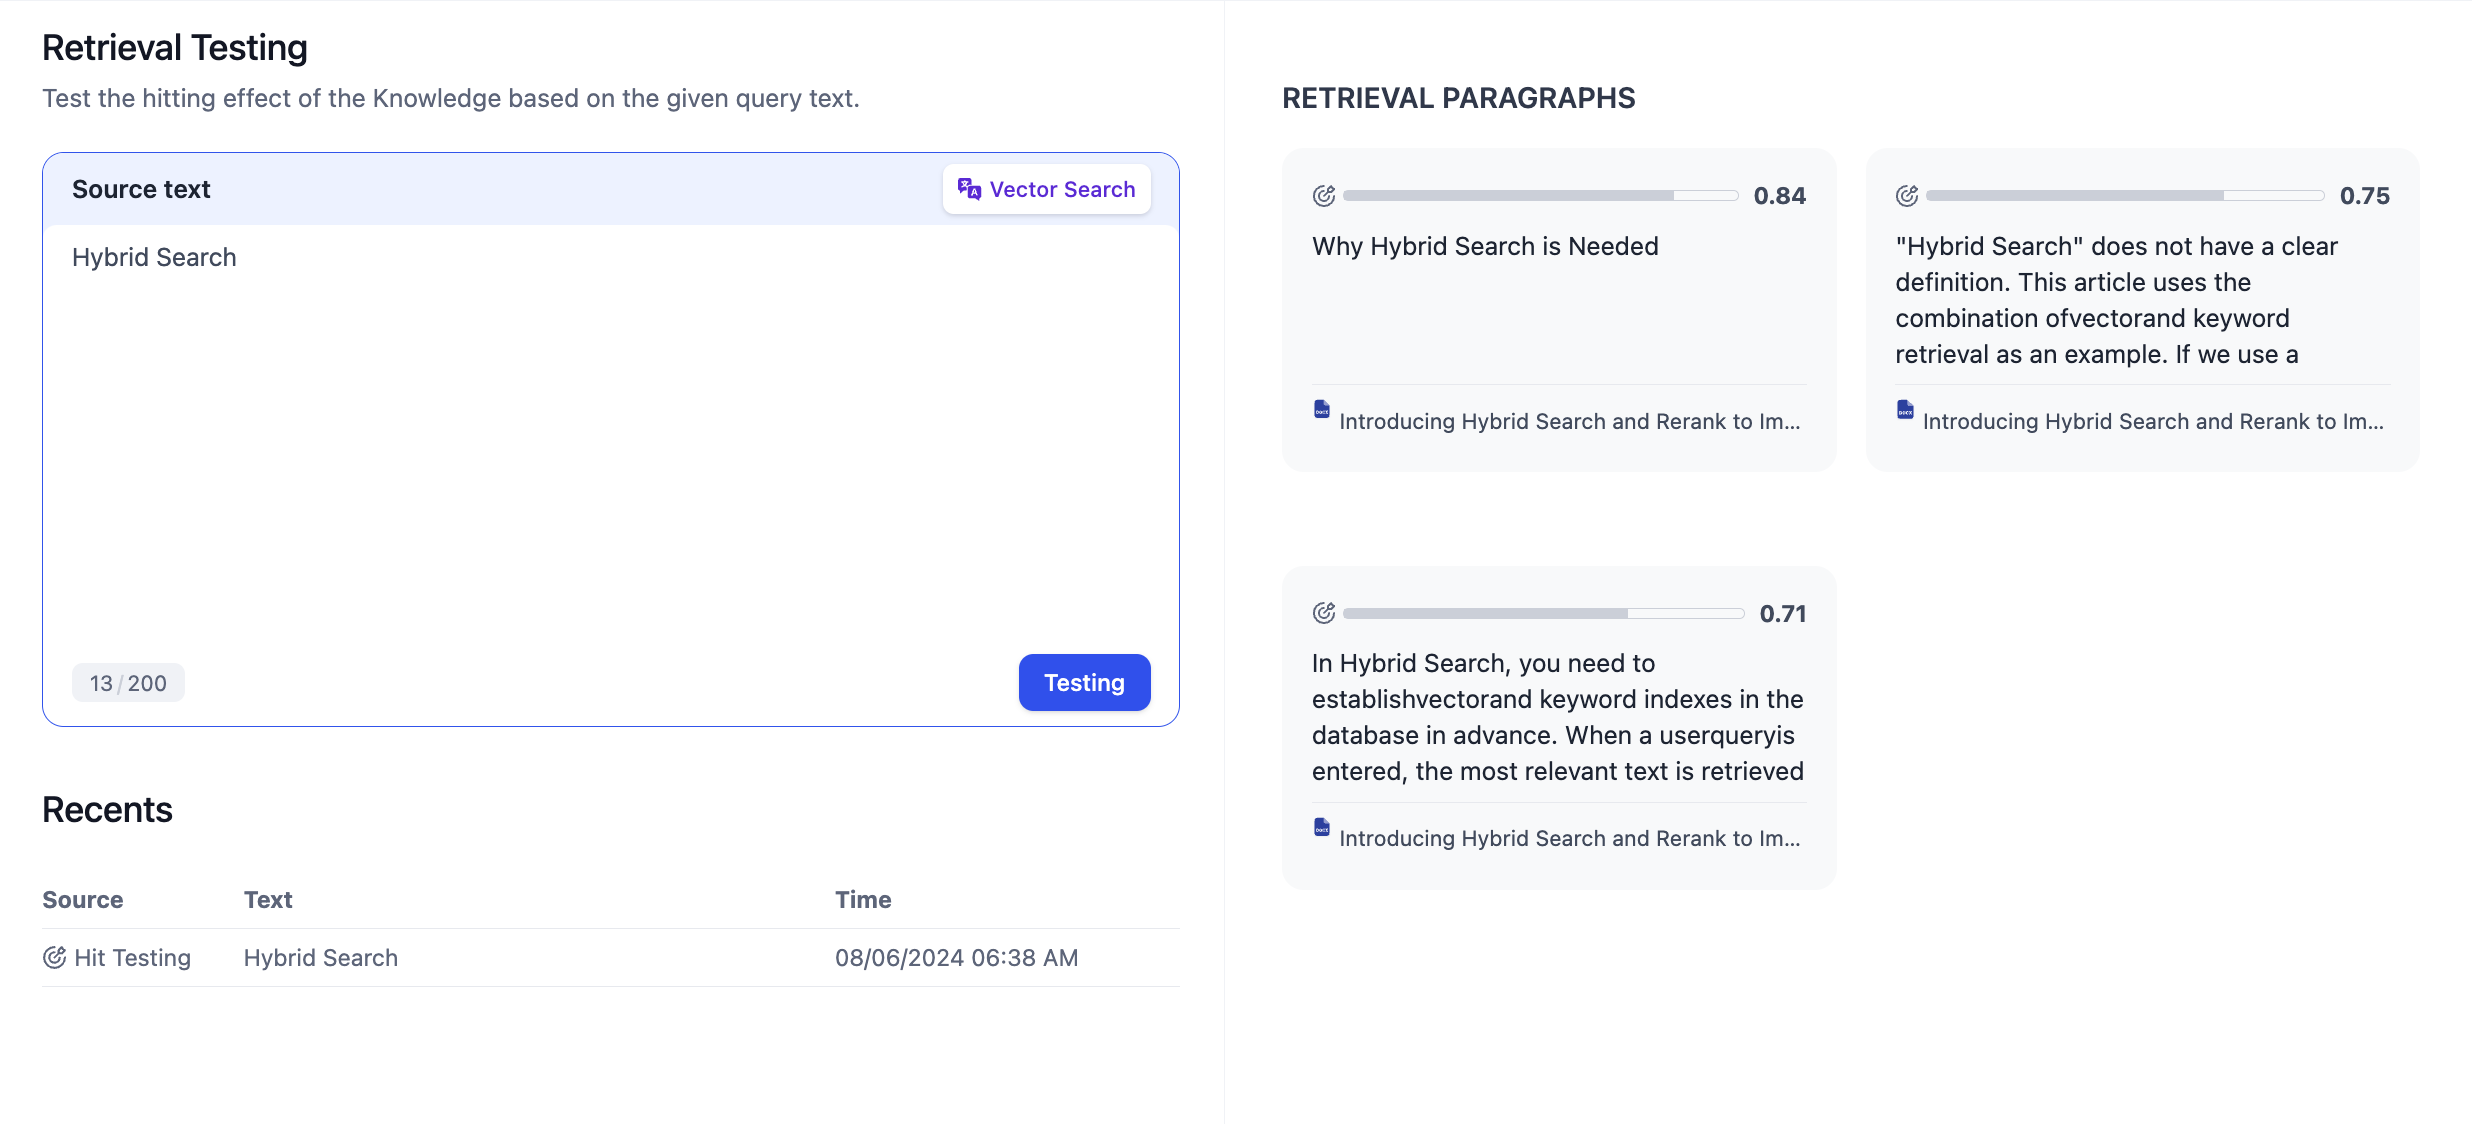 Retrieval Testing
Test the hitting effect of the Knowledge based on the given query text.
Source text
Vector Search
Hybrid Search
13/200
Testing
Recents
Source Text Time
Hit Testing Hybrid Search 08/06/2024 06:38 AM
RETRIEVAL PARAGRAPHS
0.84
Why Hybrid Search is Needed
Introducing Hybrid Search and Rerank to Im...
0.75
"Hybrid Search" does not have a clear
definition. This article uses the
combination ofvectorand keyword
retrieval as an example. If we use a
Introducing Hybrid Search and Rerank to Im...
0.71
In Hybrid Search, you need to
establishvectorand keyword indexes in the
database in advance. When a userqueryis
entered, the most relevant text is retrieved
Introducing Hybrid Search and Rerank to Im...